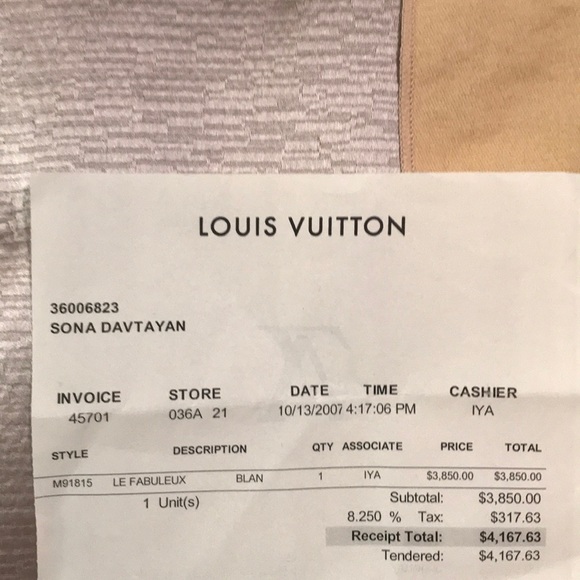 LOUIS VUITTON
36006823
SONA DAVTAYAN
INVOICE STORE DATE TIME CASHIER
45701 036A 21 10/13/2007 4:17:06 PM IYA
STYLE DESCRIPTION QTY ASSOCIATE PRICE TOTAL
M91815 LE FABULEUX BLAN 1 IYA $3,850.00 $3,850.00
1 Unit(s) Subtotal: $3,850.00
8.250 % Tax: $317.63
Receipt Total: $4,167.63
Tendered: $4,167.63